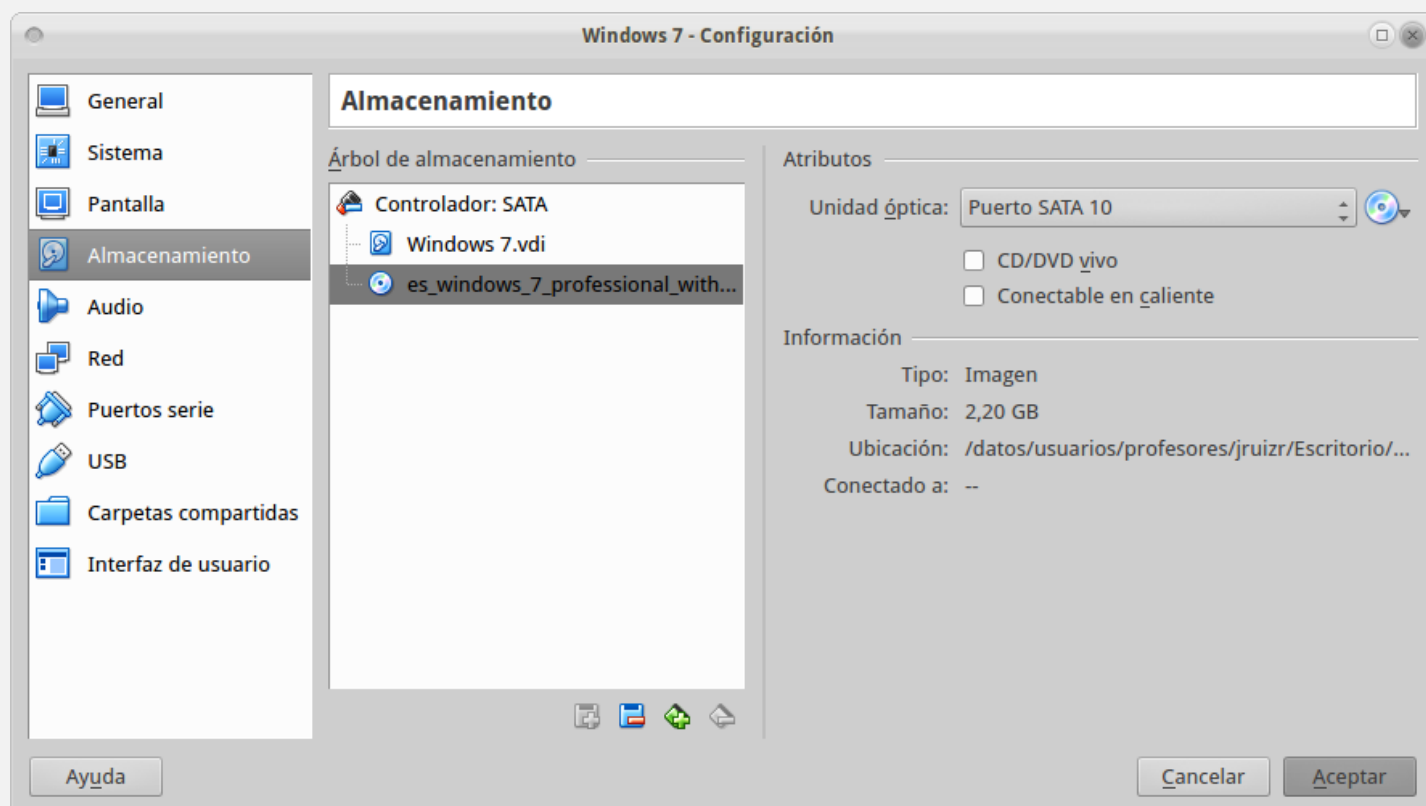 Windows 7 - Configuración
General
Sistema
Pantalla
Almacenamiento
Audio
Red
Puertos serie
USB
Carpetas compartidas
Interfaz de usuario
Almacenamiento
Árbol de almacenamiento
Controlador: SATA
Windows 7.vdi
es_windows_7_professional_with...
Atributos
Unidad óptica: Puerto SATA 10
CD/DVD vivo
Conectable en caliente
Información
Tipo: Imagen
Tamaño: 2,20 GB
Ubicación: /datos/usuarios/profesores/jruizr/Escritorio/...
Conectado a: --
Ayuda
Cancelar
Aceptar